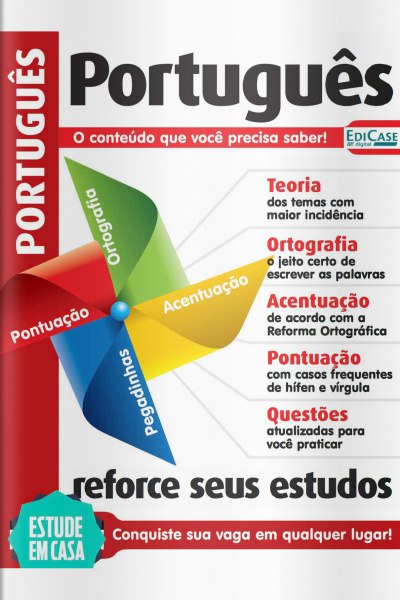 PORTUGUÊS
Português
O conteúdo que você precisa saber!
EDICASE
digital
Ortografia
Acentuação
Pontuação
Pegadinhas
Teoria
dos temas com
maior incidência
Ortografia
o jeito certo de
escrever as palavras
Acentuação
de acordo com a
Reforma Ortográfica
Pontuação
com casos frequentes
de hífen e vírgula
Questões
atualizadas para
você praticar
reforce seus estudos
ESTUDE
EM CASA
Conquiste sua vaga em qualquer lugar!